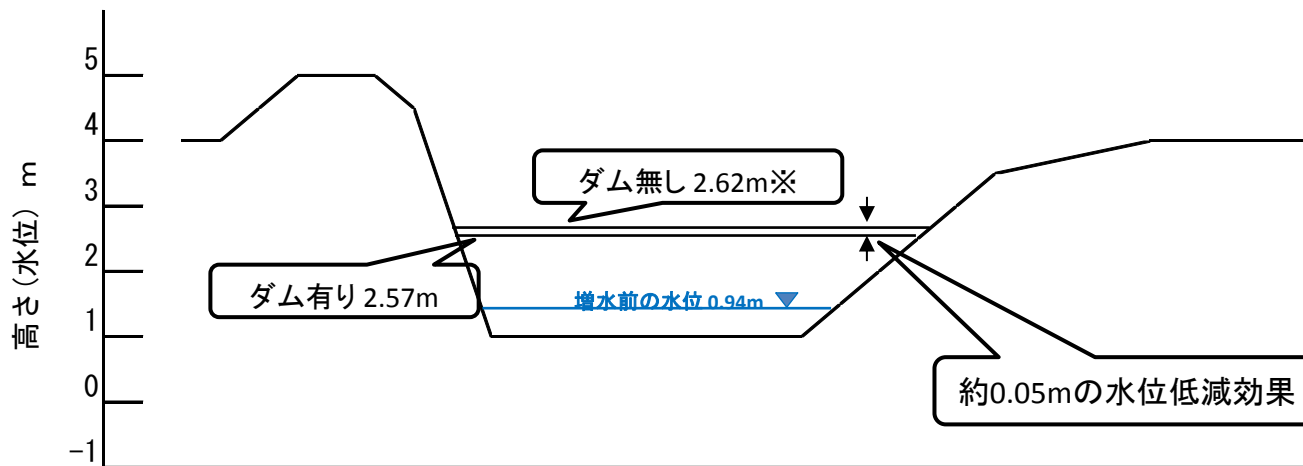 高さ(水位) m
5
4
3
2
1
0
-1
ダム無し 2.62m※
ダム有り 2.57m
増水前の水位 0.94m
約0.05mの水位低減効果